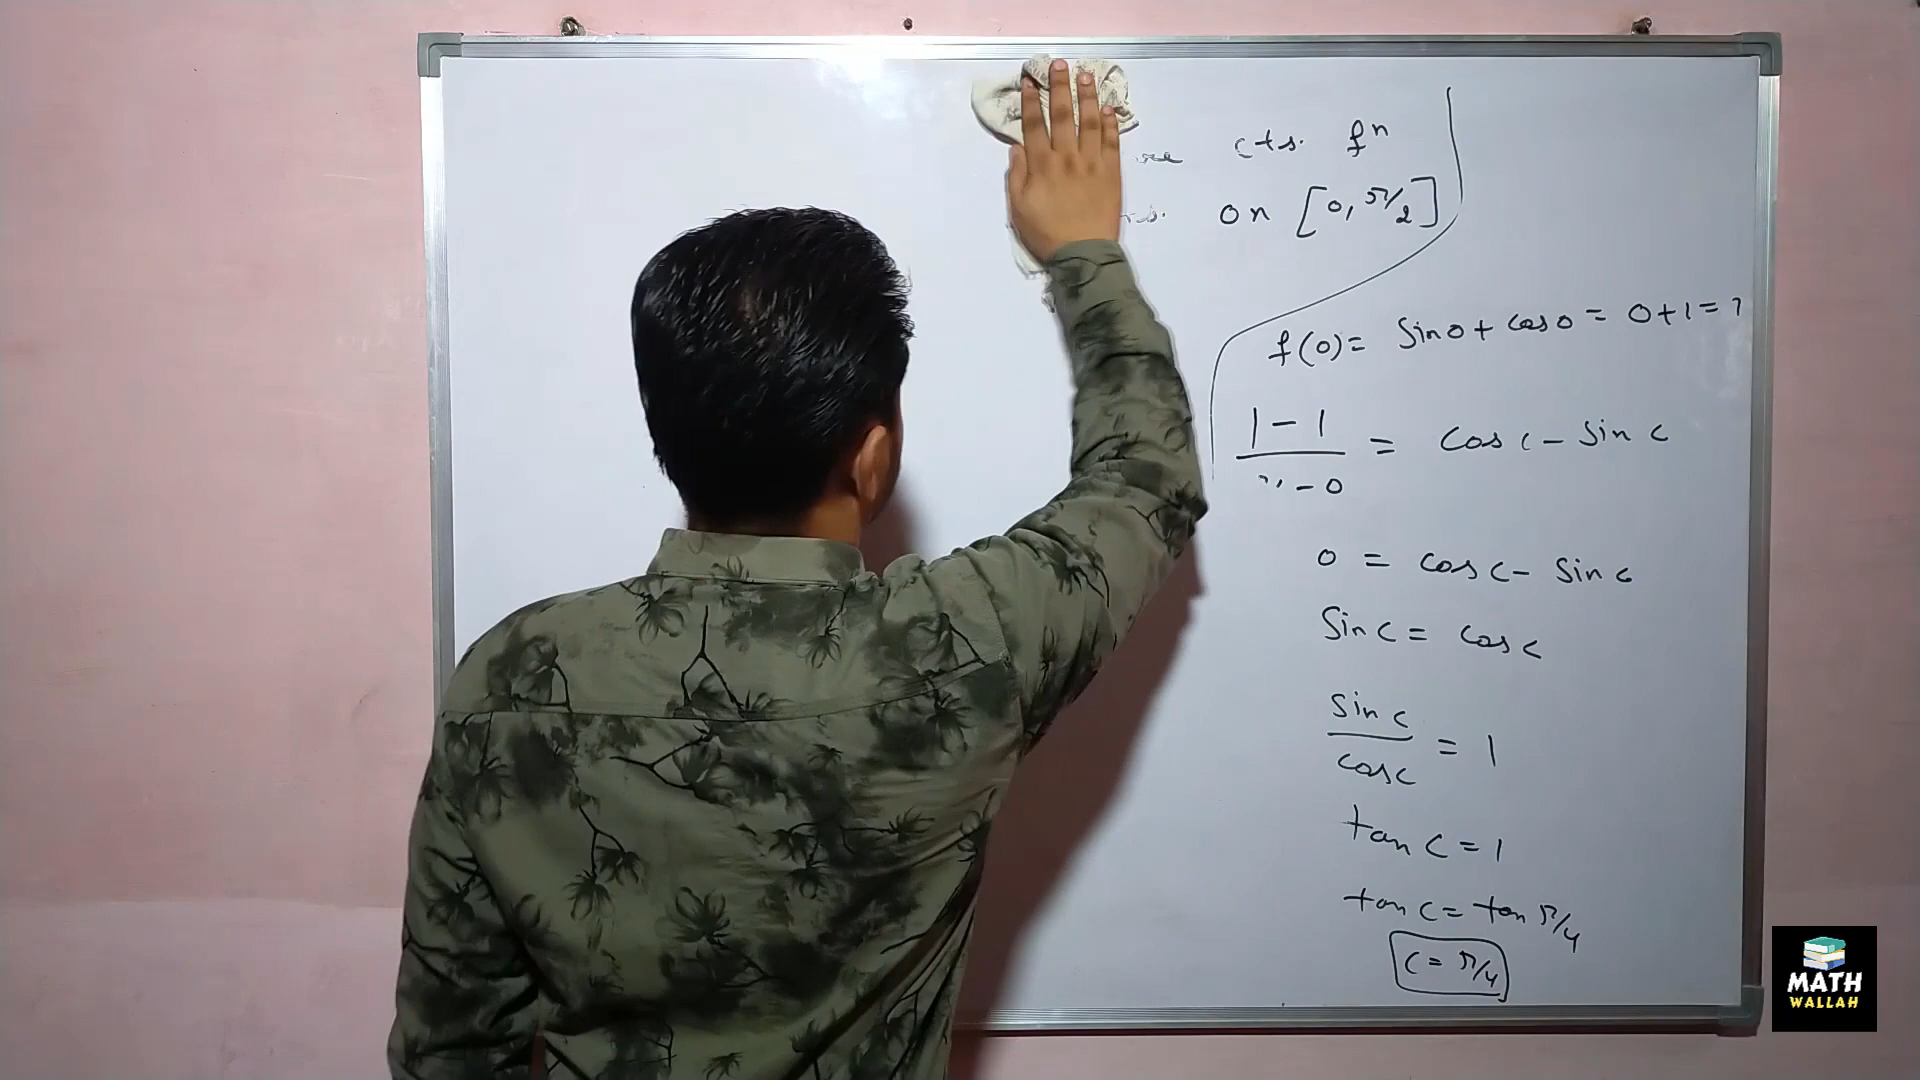 cts. fⁿ
on [0, π/2]
f(0) = Sin0 + Cos0 = 0+1=1
1-1 / -0 = Cos c - Sin c
0 = Cos c - Sin c
Sin c = Cos c
Sin c / Cos c = 1
tan c = 1
tan c = tan π/4
c = π/4
MATH
WALLAH